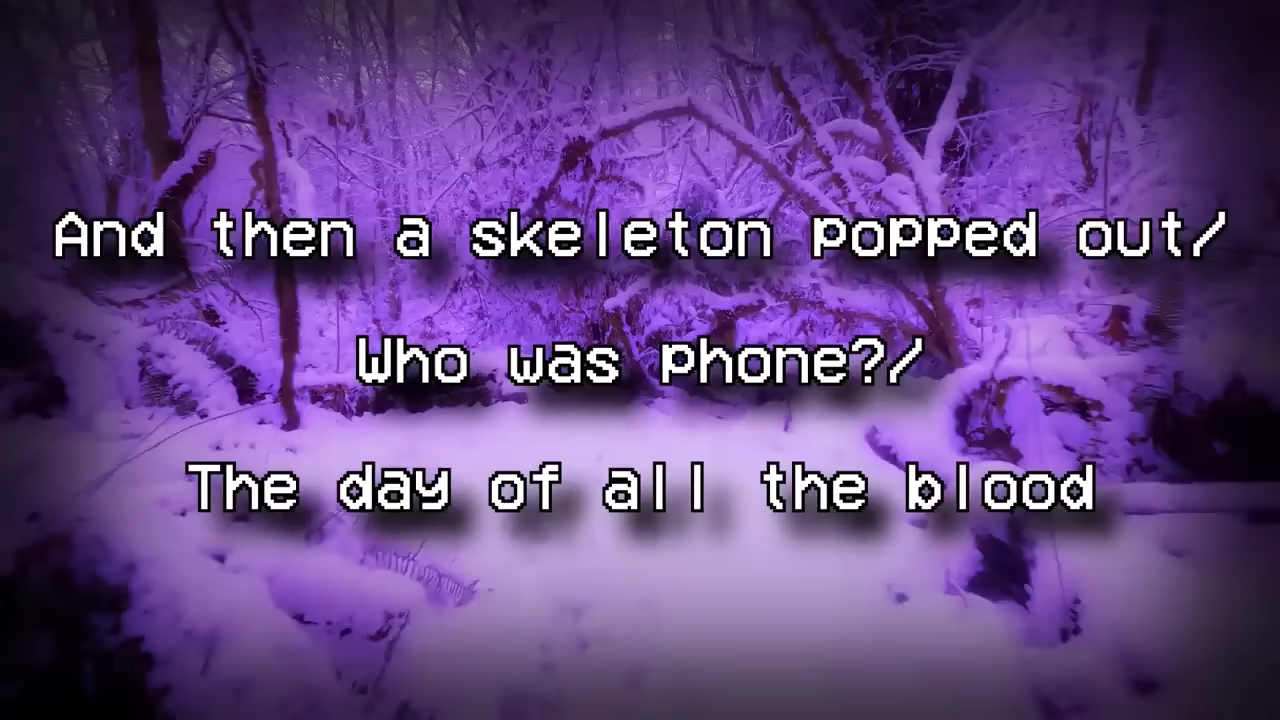 And then a skeleton popped out/
Who was phone?/
The day of all the blood